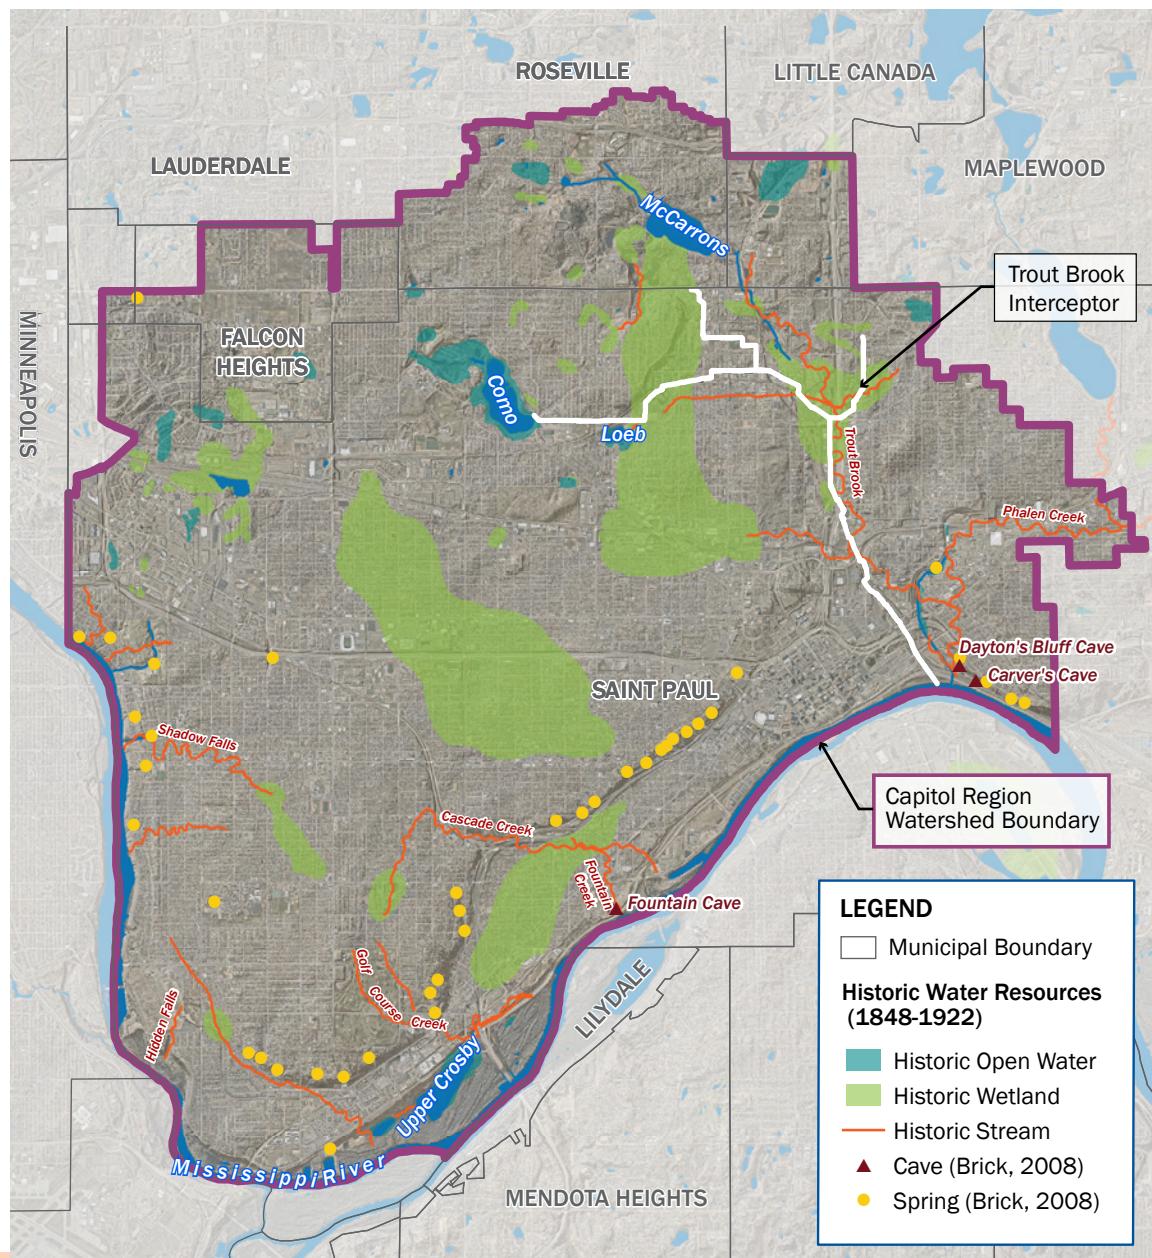 ROSEVILLE
LITTLE CANADA
LAUDERDALE
MAPLEWOOD
McCarrons
Trout Brook
Interceptor
MINNEAPOLIS
FALCON
HEIGHTS
Como
Loeb
Trout Brook
Phalen Creek
Dayton's Bluff Cave
Carver's Cave
SAINT PAUL
Shadow Falls
Capitol Region
Watershed Boundary
Cascade Creek
Fountain
Creek
Fountain Cave
Golf
Course
Creek
Hidden Falls
LILYDALE
Upper Crosby
Mississippi River
MENDOTA HEIGHTS
LEGEND
Municipal Boundary
Historic Water Resources
(1848-1922)
Historic Open Water
Historic Wetland
Historic Stream
Cave (Brick, 2008)
Spring (Brick, 2008)